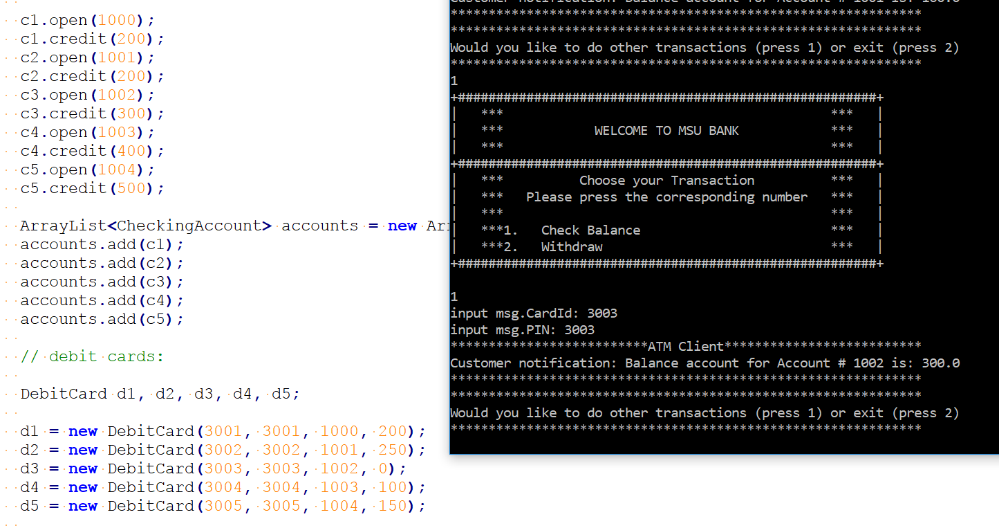 c1.open(1000);
c1.credit(200);
c2.open(1001);
c2.credit(200);
c3.open(1002);
c3.credit(300);
c4.open(1003);
c4.credit(400);
c5.open(1004);
c5.credit(500);
ArrayList<CheckingAccount> accounts = new Arr
accounts.add(c1);
accounts.add(c2);
accounts.add(c3);
accounts.add(c4);
accounts.add(c5);
// debit cards:
DebitCard d1, d2, d3, d4, d5;
d1 = new DebitCard(3001, 3001, 1000, 200);
d2 = new DebitCard(3002, 3002, 1001, 250);
d3 = new DebitCard(3003, 3003, 1002, 0);
d4 = new DebitCard(3004, 3004, 1003, 100);
d5 = new DebitCard(3005, 3005, 1004, 150);
**************************************************************
**************************************************************
Would you like to do other transactions (press 1) or exit (press 2)
**************************************************************
1
+#######################################################+
|   ***                                           ***   |
|   ***            WELCOME TO MSU BANK            ***   |
|   ***                                           ***   |
+#######################################################+
|   ***          Choose your Transaction          ***   |
|   ***   Please press the corresponding number   ***   |
|   ***                                           ***   |
|   ***1.   Check Balance                         ***   |
|   ***2.   Withdraw                              ***   |
+#######################################################+
1
input msg.CardId: 3003
input msg.PIN: 3003
**************************ATM Client**************************
Customer notification: Balance account for Account # 1002 is: 300.0
**************************************************************
**************************************************************
Would you like to do other transactions (press 1) or exit (press 2)
**************************************************************